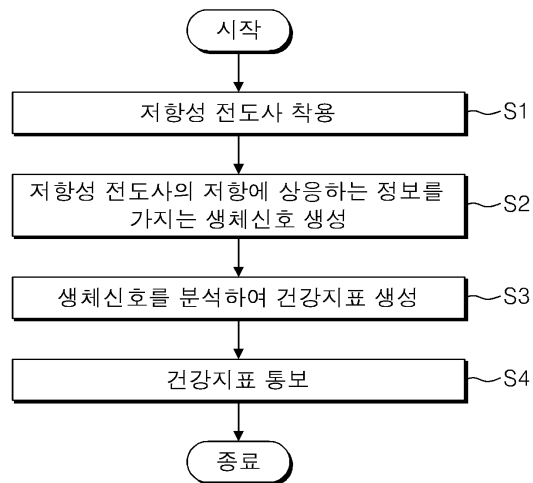 시작
저항성 전도사 착용
S1
저항성 전도사의 저항에 상응하는 정보를
가지는 생체신호 생성
S2
생체신호를 분석하여 건강지표 생성
S3
건강지표 통보
S4
종료